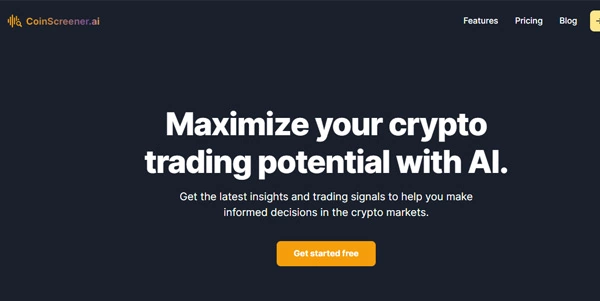 CoinScreener.ai
Features Pricing Blog
Maximize your crypto
trading potential with AI.
Get the latest insights and trading signals to help you make
informed decisions in the crypto markets.
Get started free